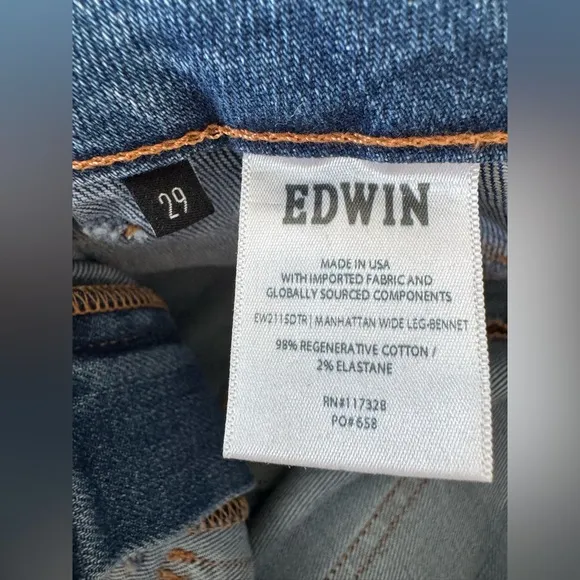 29
EDWIN
MADE IN USA
WITH IMPORTED FABRIC AND
GLOBALLY SOURCED COMPONENTS
EW2115DTR | MANHATTAN WIDE LEG-BENNET
98% REGENERATIVE COTTON /
2% ELASTANE
RN#117328
PO#658